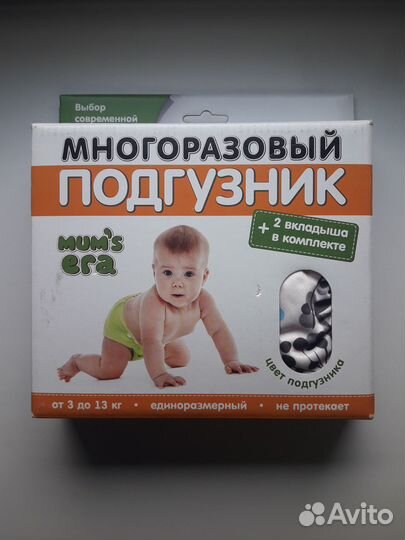 Выбор
современной
МНОГОРАЗОВЫЙ
ПОДГУЗНИК
+ 2 вкладыша
в комплекте
mum's
era
цвет подгузника
от 3 до 13 кг • единоразмерный • не протекает
Avito